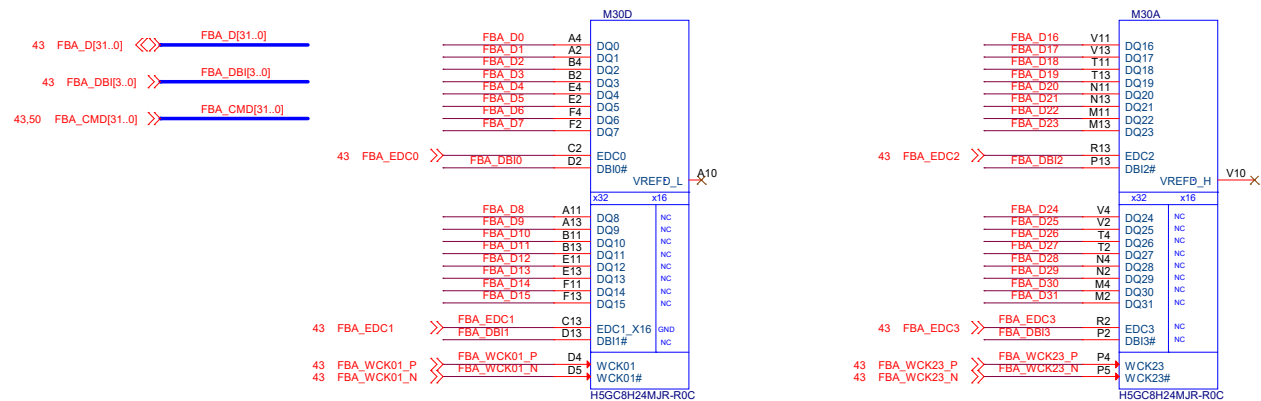 M30D
M30A
43 FBA_D[31..0] FBA_D[31..0]
43 FBA_DBI[3..0] FBA_DBI[3..0]
43,50 FBA_CMD[31..0] FBA_CMD[31..0]
FBA_D0 A4 DQ0
FBA_D1 A2 DQ1
FBA_D2 B4 DQ2
FBA_D3 B2 DQ3
FBA_D4 E4 DQ4
FBA_D5 E2 DQ5
FBA_D6 F4 DQ6
FBA_D7 F2 DQ7
43 FBA_EDC0 C2 EDC0
FBA_DBI0 D2 DBI0#
VREFD_L A10
x32 x16
FBA_D8 A11 DQ8 NC
FBA_D9 A13 DQ9 NC
FBA_D10 B11 DQ10 NC
FBA_D11 B13 DQ11 NC
FBA_D12 E11 DQ12 NC
FBA_D13 E13 DQ13 NC
FBA_D14 F11 DQ14 NC
FBA_D15 F13 DQ15 NC
43 FBA_EDC1 FBA_EDC1 C13 EDC1_X16 GND
FBA_DBI1 D13 DBI1# NC
43 FBA_WCK01_P FBA_WCK01_P D4 WCK01
43 FBA_WCK01_N FBA_WCK01_N D5 WCK01#
H5GC8H24MJR-R0C
FBA_D16 V11 DQ16
FBA_D17 V13 DQ17
FBA_D18 T11 DQ18
FBA_D19 T13 DQ19
FBA_D20 N11 DQ20
FBA_D21 N13 DQ21
FBA_D22 M11 DQ22
FBA_D23 M13 DQ23
43 FBA_EDC2 R13 EDC2
FBA_DBI2 P13 DBI2#
VREFD_H V10
x32 x16
FBA_D24 V4 DQ24 NC
FBA_D25 V2 DQ25 NC
FBA_D26 T4 DQ26 NC
FBA_D27 T2 DQ27 NC
FBA_D28 N4 DQ28 NC
FBA_D29 N2 DQ29 NC
FBA_D30 M4 DQ30 NC
FBA_D31 M2 DQ31 NC
43 FBA_EDC3 FBA_EDC3 R2 EDC3 NC
FBA_DBI3 P2 DBI3# NC
43 FBA_WCK23_P FBA_WCK23_P P4 WCK23
43 FBA_WCK23_N FBA_WCK23_N P5 WCK23#
H5GC8H24MJR-R0C